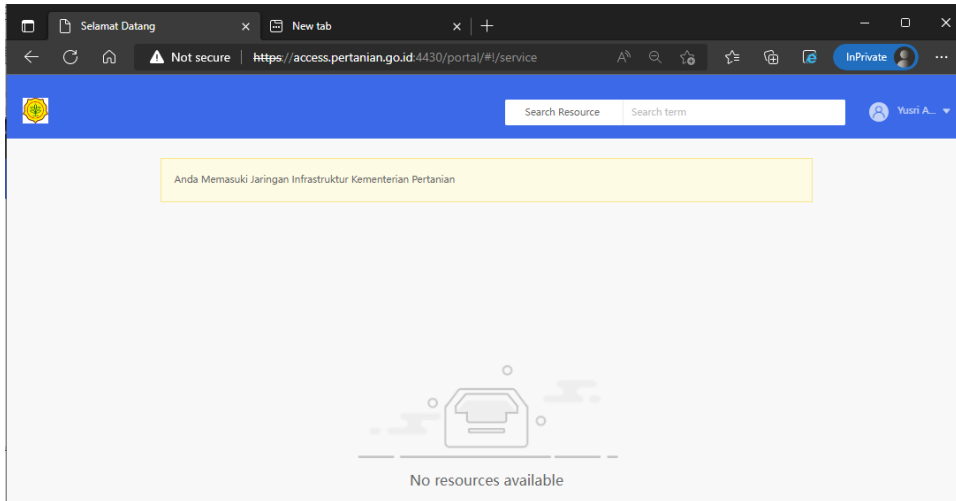 Selamat Datang
New tab
Not secure https://access.pertanian.go.id:4430/portal/#!/service
InPrivate
Search Resource Search term Yusri A...
Anda Memasuki Jaringan Infrastruktur Kementerian Pertanian
No resources available